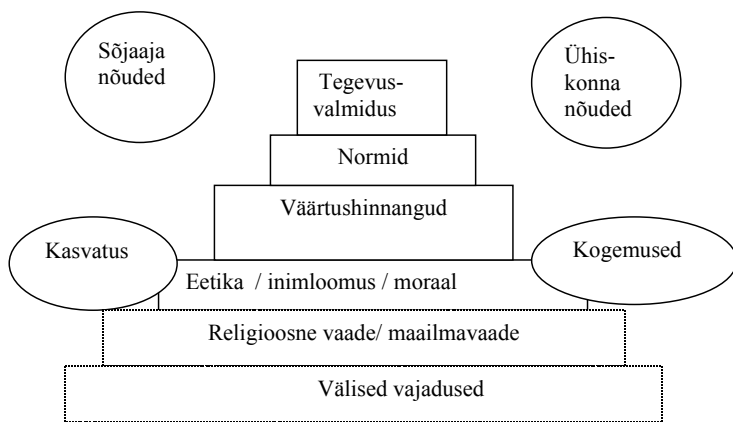 Sõjaaja
nõuded
Ühis-
konna
nõuded
Tegevus-
valmidus
Normid
Väärtushinnangud
Kasvatus
Kogemused
Eetika / inimloomus / moraal
Religioosne vaade/ maailmavaade
Välised vajadused